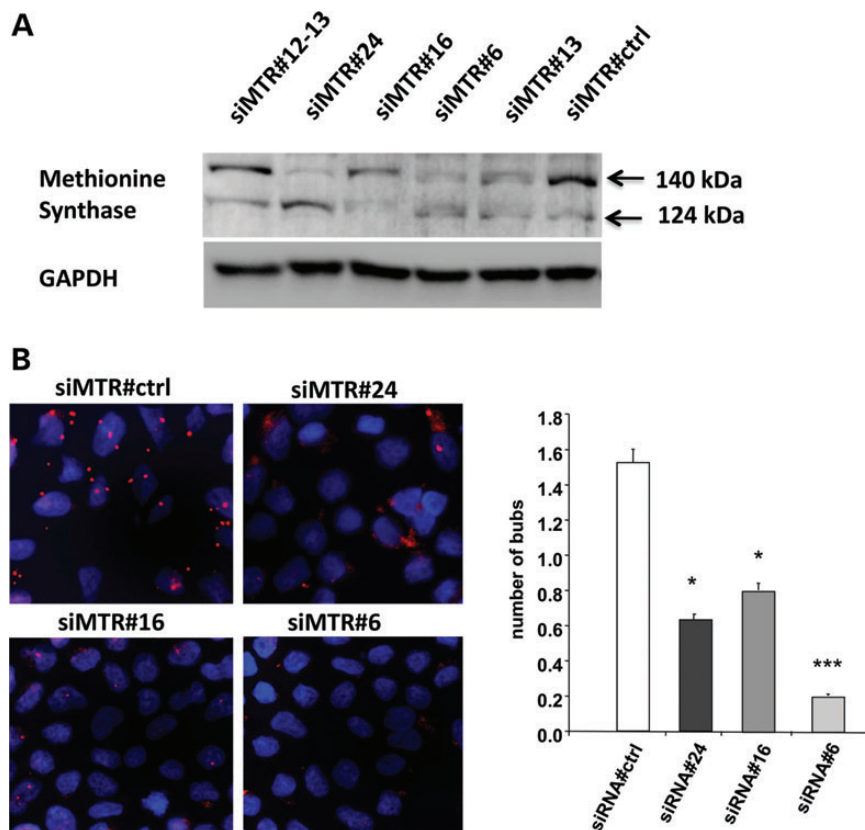 A
siMTR#12-13
siMTR#24
siMTR#16
siMTR#6
siMTR#13
siMTR#ctrl
Methionine
Synthase
140 kDa
124 kDa
GAPDH
B
siMTR#ctrl
siMTR#24
siMTR#16
siMTR#6
number of bubs
1.8
1.6
1.4
1.2
1.0
0.8
0.6
0.4
0.2
0.0
*
*
***
siRNA#ctrl
siRNA#24
siRNA#16
siRNA#6